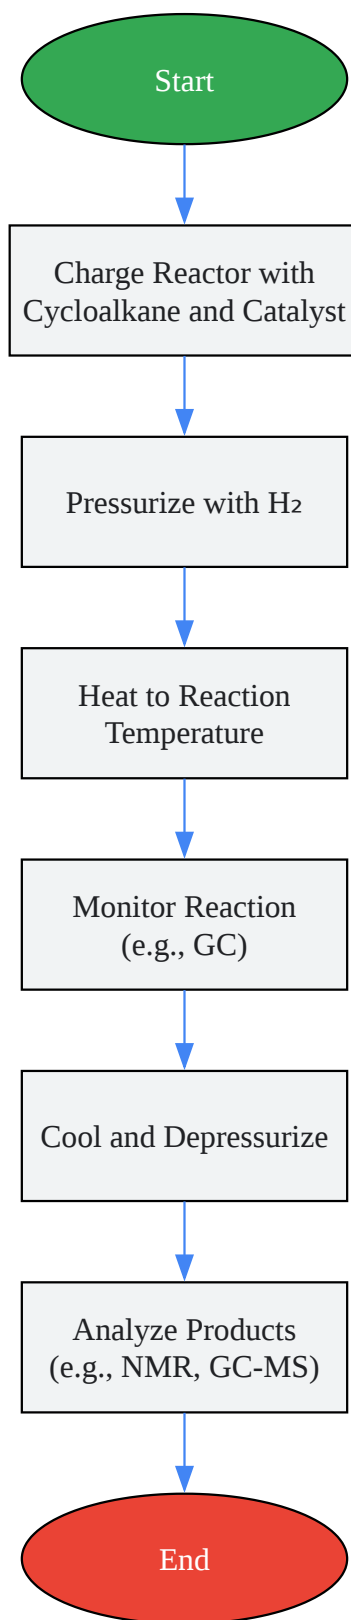 Start
Charge Reactor with
Cycloalkane and Catalyst
Pressurize with H₂
Heat to Reaction
Temperature
Monitor Reaction
(e.g., GC)
Cool and Depressurize
Analyze Products
(e.g., NMR, GC-MS)
End